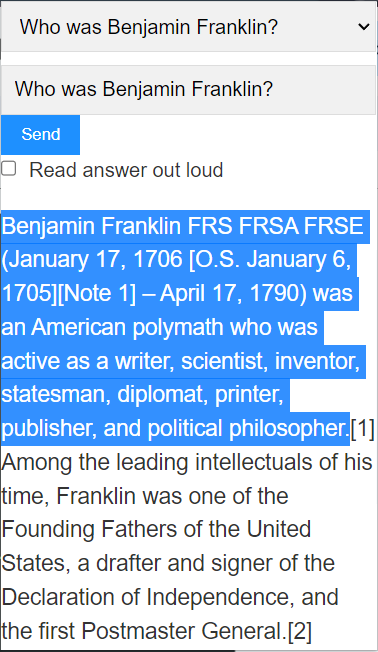 Who was Benjamin Franklin?
Who was Benjamin Franklin?
Send
Read answer out loud
Benjamin Franklin FRS FRSA FRSE
(January 17, 1706 [O.S. January 6,
1705][Note 1] – April 17, 1790) was
an American polymath who was
active as a writer, scientist, inventor,
statesman, diplomat, printer,
publisher, and political philosopher.[1]
Among the leading intellectuals of his
time, Franklin was one of the
Founding Fathers of the United
States, a drafter and signer of the
Declaration of Independence, and
the first Postmaster General.[2]